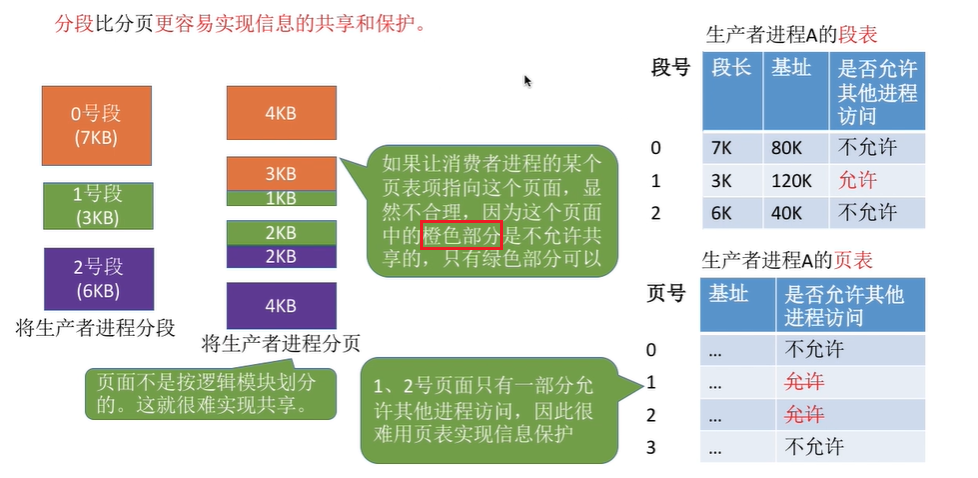 分段比分页更容易实现信息的共享和保护。
0号段
(7KB)
1号段
(3KB)
2号段
(6KB)
将生产者进程分段
4KB
3KB
1KB
2KB
2KB
4KB
将生产者进程分页
页面不是按逻辑模块划分
的。这就很难实现共享。
如果让消费者进程的某个
页表项指向这个页面，显
然不合理，因为这个页面
中的橙色部分是不允许共
享的，只有绿色部分可以
1、2号页面只有一部分允
许其他进程访问，因此很
难用页表实现信息保护
生产者进程A的段表
段号 段长 基址 是否允许
其他进程
访问
0 7K 80K 不允许
1 3K 120K 允许
2 6K 40K 不允许
生产者进程A的页表
页号 基址 是否允许其他
进程访问
0 ... 不允许
1 ... 允许
2 ... 允许
3 ... 不允许